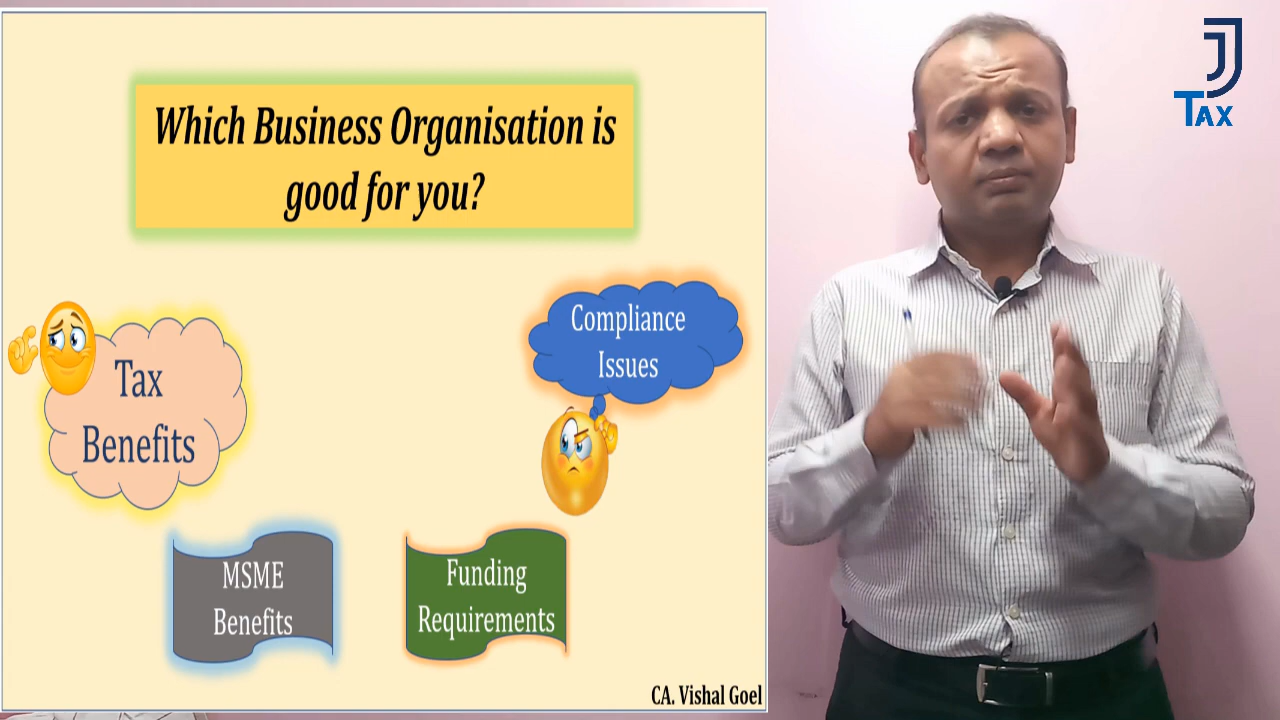 Which Business Organisation is
good for you?
Tax
Benefits
Compliance
Issues
MSME
Benefits
Funding
Requirements
CA. Vishal Goel
JJ
TAX